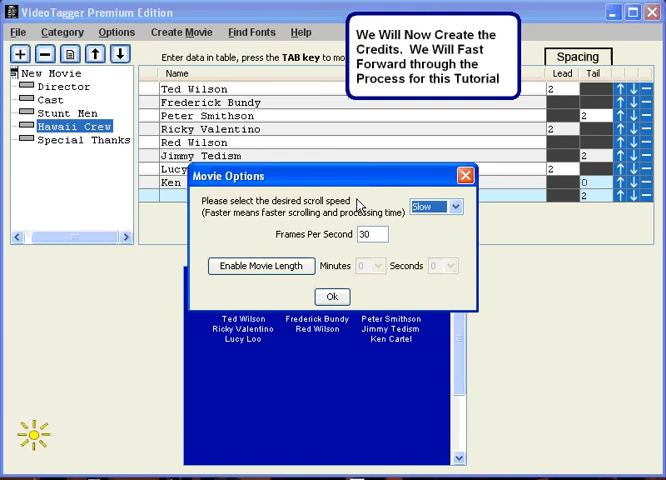 VideoTagger Premium Edition
File Category Options Create Movie Find Fonts Help
We Will Now Create the
Credits. We Will Fast
Forward through the
Process for this Tutorial
Enter data in table, press the TAB key to mo
Spacing
Name Lead Tail
New Movie
Director
Cast
Stunt Men
Hawaii Crew
Special Thanks
Ted Wilson 2
Frederick Bundy
Peter Smithson 2
Ricky Valentino 2
Red Wilson
Jimmy Tedism 2
Lucy 2
Ken 0
2
Movie Options
Please select the desired scroll speed
(Faster means faster scrolling and processing time)
Slow
Frames Per Second 30
Enable Movie Length Minutes 0 Seconds 0
Ok
Ted Wilson Frederick Bundy Peter Smithson
Ricky Valentino Red Wilson Jimmy Tedism
Lucy Loo Ken Cartel